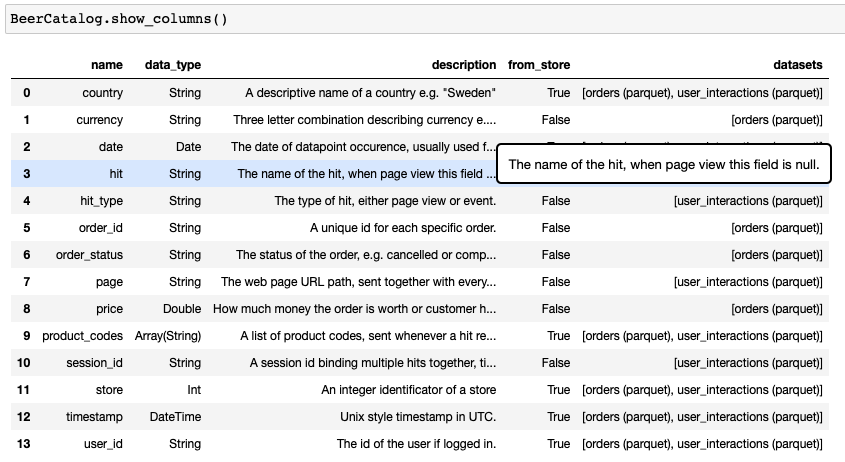 BeerCatalog.show_columns()
name data_type description from_store datasets
0 country String A descriptive name of a country e.g. "Sweden" True [orders (parquet), user_interactions (parquet)]
1 currency String Three letter combination describing currency e.... False [orders (parquet)]
2 date Date The date of datapoint occurence, usually used f...
3 hit String The name of the hit, when page view this field ... The name of the hit, when page view this field is null.
4 hit_type String The type of hit, either page view or event. False [user_interactions (parquet)]
5 order_id String A unique id for each specific order. False [orders (parquet)]
6 order_status String The status of the order, e.g. cancelled or comp... False [orders (parquet)]
7 page String The web page URL path, sent together with every... False [user_interactions (parquet)]
8 price Double How much money the order is worth or customer h... False [orders (parquet)]
9 product_codes Array(String) A list of product codes, sent whenever a hit re... True [orders (parquet), user_interactions (parquet)]
10 session_id String A session id binding multiple hits together, ti... False [user_interactions (parquet)]
11 store Int An integer identificator of a store True [orders (parquet), user_interactions (parquet)]
12 timestamp DateTime Unix style timestamp in UTC. True [orders (parquet), user_interactions (parquet)]
13 user_id String The id of the user if logged in. True [orders (parquet), user_interactions (parquet)]